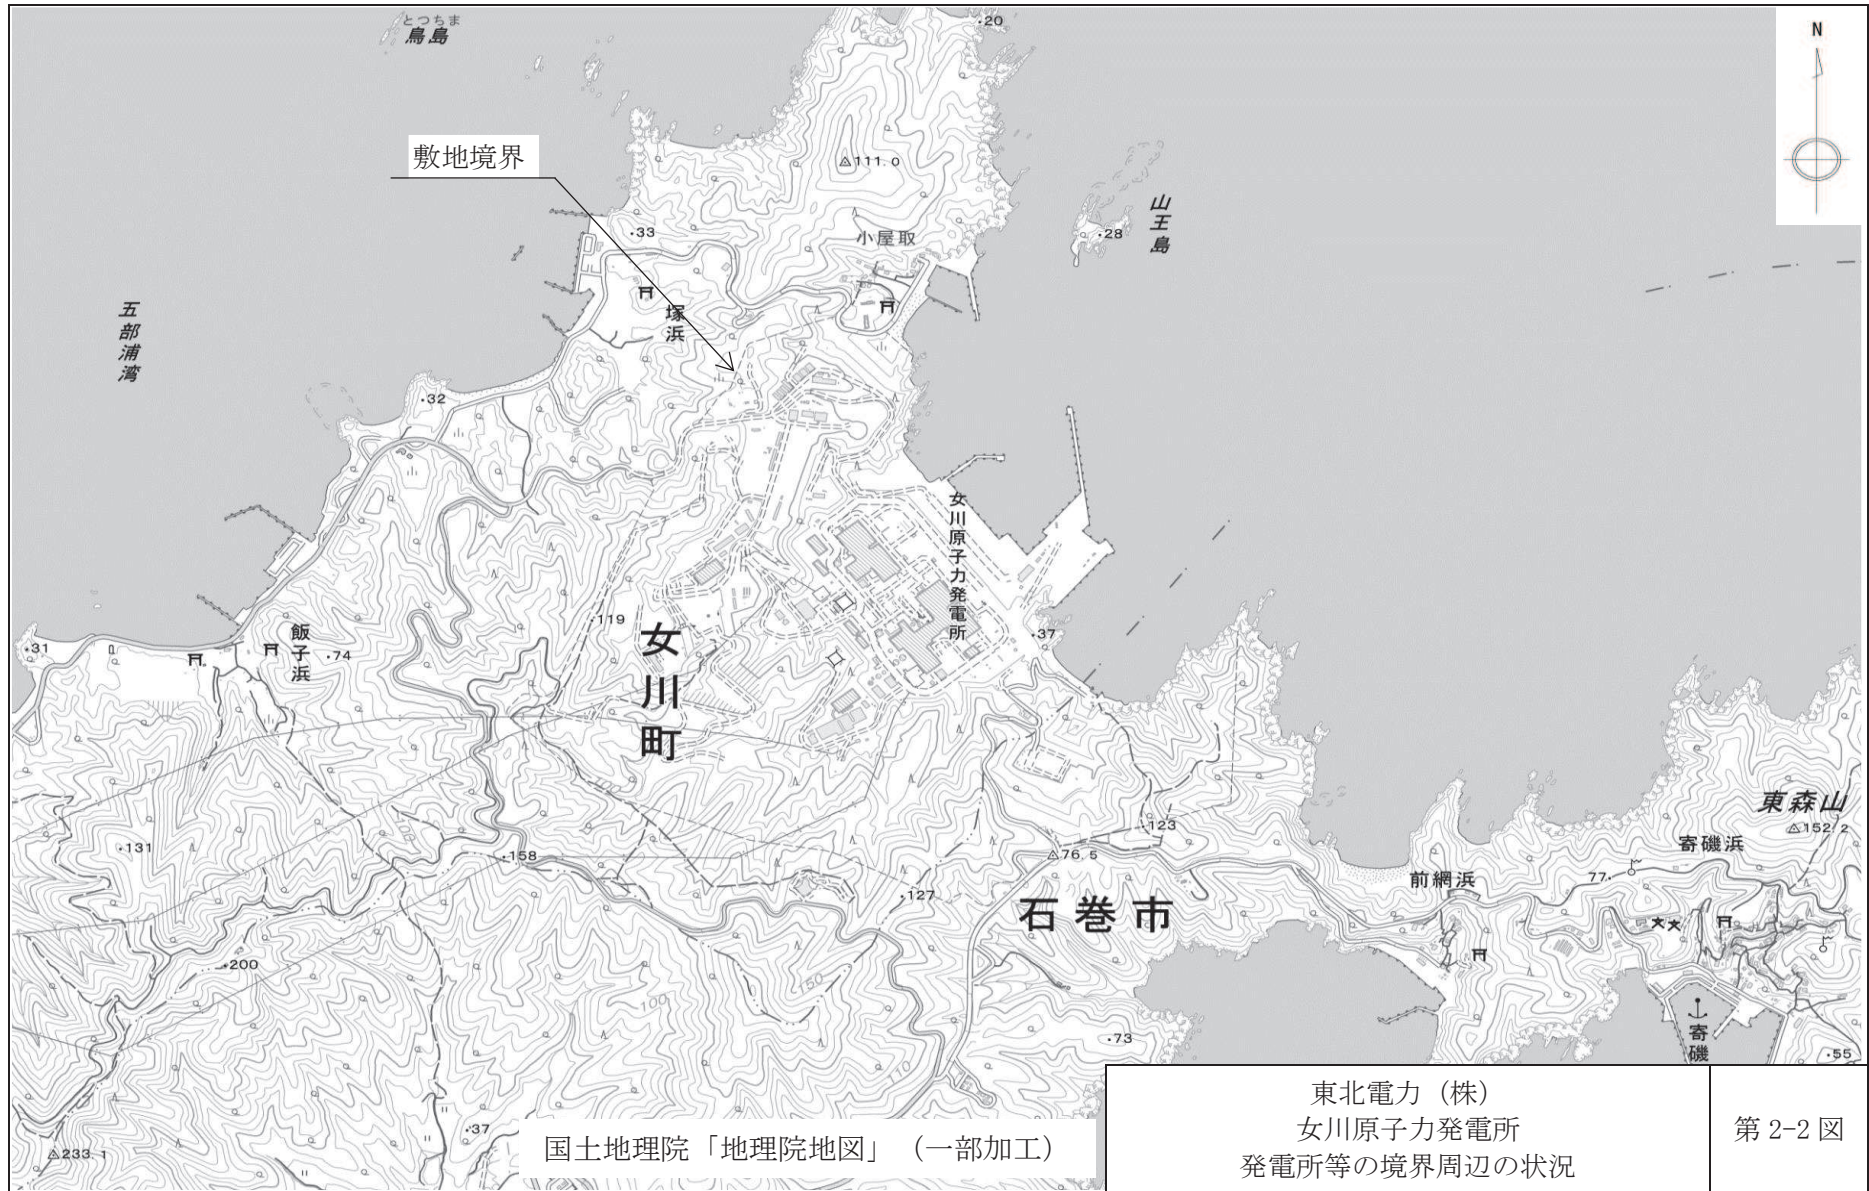 とつちま
鳥島
20
N
敷地境界
111.0
山王島
28
33
小屋取
塚浜
五部浦湾
32
女川原子力発電所
119
女川町
飯子浜
31
74
37
東森山
152.2
寄磯浜
123
131
158
76.5
前網浜
77
127
石巻市
200
100
150
寄磯
73
55
10
37
233.1
国土地理院「地理院地図」（一部加工）
東北電力（株）
女川原子力発電所
発電所等の境界周辺の状況
第 2-2 図